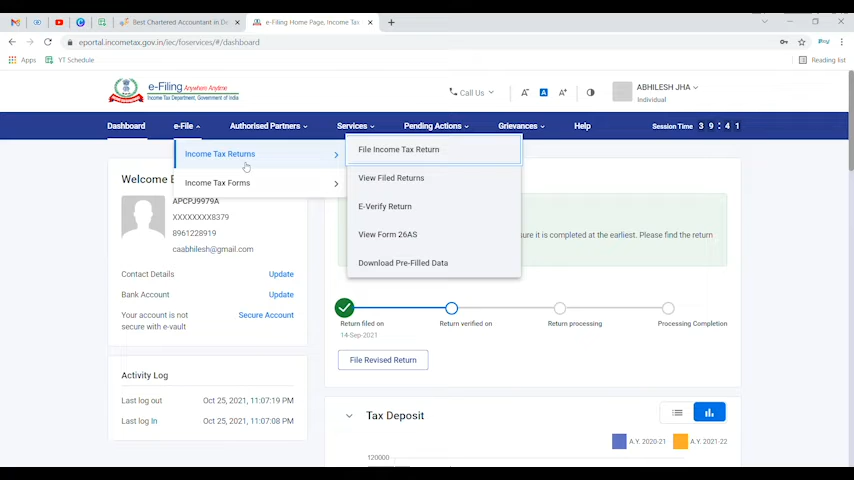 Best Chartered Accountant in De
e-Filing Home Page, Income Tax
eportal.incometax.gov.in/iec/foservices/#/dashboard
Apps YT Schedule Reading list
e-Filing Anywhere Anytime
Income Tax Department, Government of India
Call Us A A A ABHILESH JHA
Individual
Dashboard e-File Authorised Partners Services Pending Actions Grievances Help Session Time 3 9 : 4 1
Income Tax Returns
Income Tax Forms
File Income Tax Return
View Filed Returns
E-Verify Return
View Form 26AS
Download Pre-Filled Data
Welcome
APCPJ9979A
XXXXXXXX8379
8961228919
caabhilesh@gmail.com
sure it is completed at the earliest. Please find the return
Contact Details Update
Bank Account Update
Your account is not
secure with e-vault
Secure Account
Return filed on
14-Sep-2021
Return verified on
Return processing
Processing Completion
File Revised Return
Activity Log
Last log out Oct 25, 2021, 11:07:19 PM
Last log In Oct 25, 2021, 11:07:08 PM
Tax Deposit
A.Y. 2020-21 A.Y. 2021-22
120000